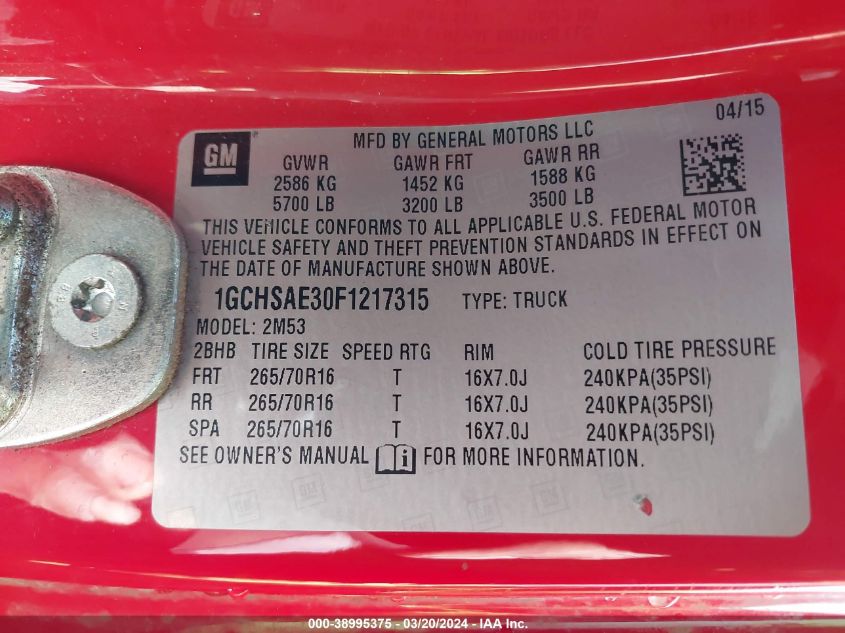 04/15
GM
MFD BY GENERAL MOTORS LLC
GVWR GAWR FRT GAWR RR
2586 KG 1452 KG 1588 KG
5700 LB 3200 LB 3500 LB
THIS VEHICLE CONFORMS TO ALL APPLICABLE U.S. FEDERAL MOTOR
VEHICLE SAFETY AND THEFT PREVENTION STANDARDS IN EFFECT ON
THE DATE OF MANUFACTURE SHOWN ABOVE.
1GCHSAE30F1217315 TYPE: TRUCK
MODEL: 2M53
2BHB TIRE SIZE SPEED RTG RIM COLD TIRE PRESSURE
FRT 265/70R16 T 16X7.0J 240KPA(35PSI)
RR 265/70R16 T 16X7.0J 240KPA(35PSI)
SPA 265/70R16 T 16X7.0J 240KPA(35PSI)
SEE OWNER'S MANUAL i FOR MORE INFORMATION.
000-38995375 — 03/20/2024 — IAA Inc.